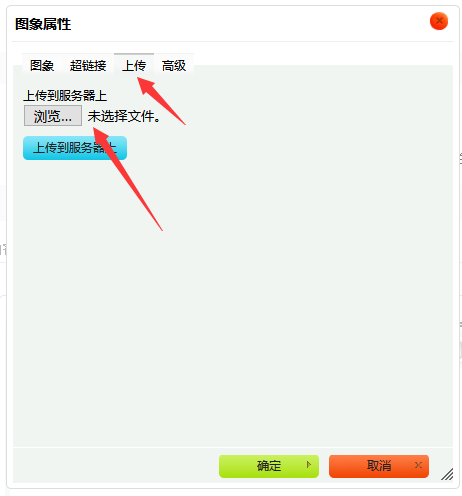 图象属性
图象 超链接 上传 高级
上传到服务器上
浏览... 未选择文件。
上传到服务器上
确定
取消